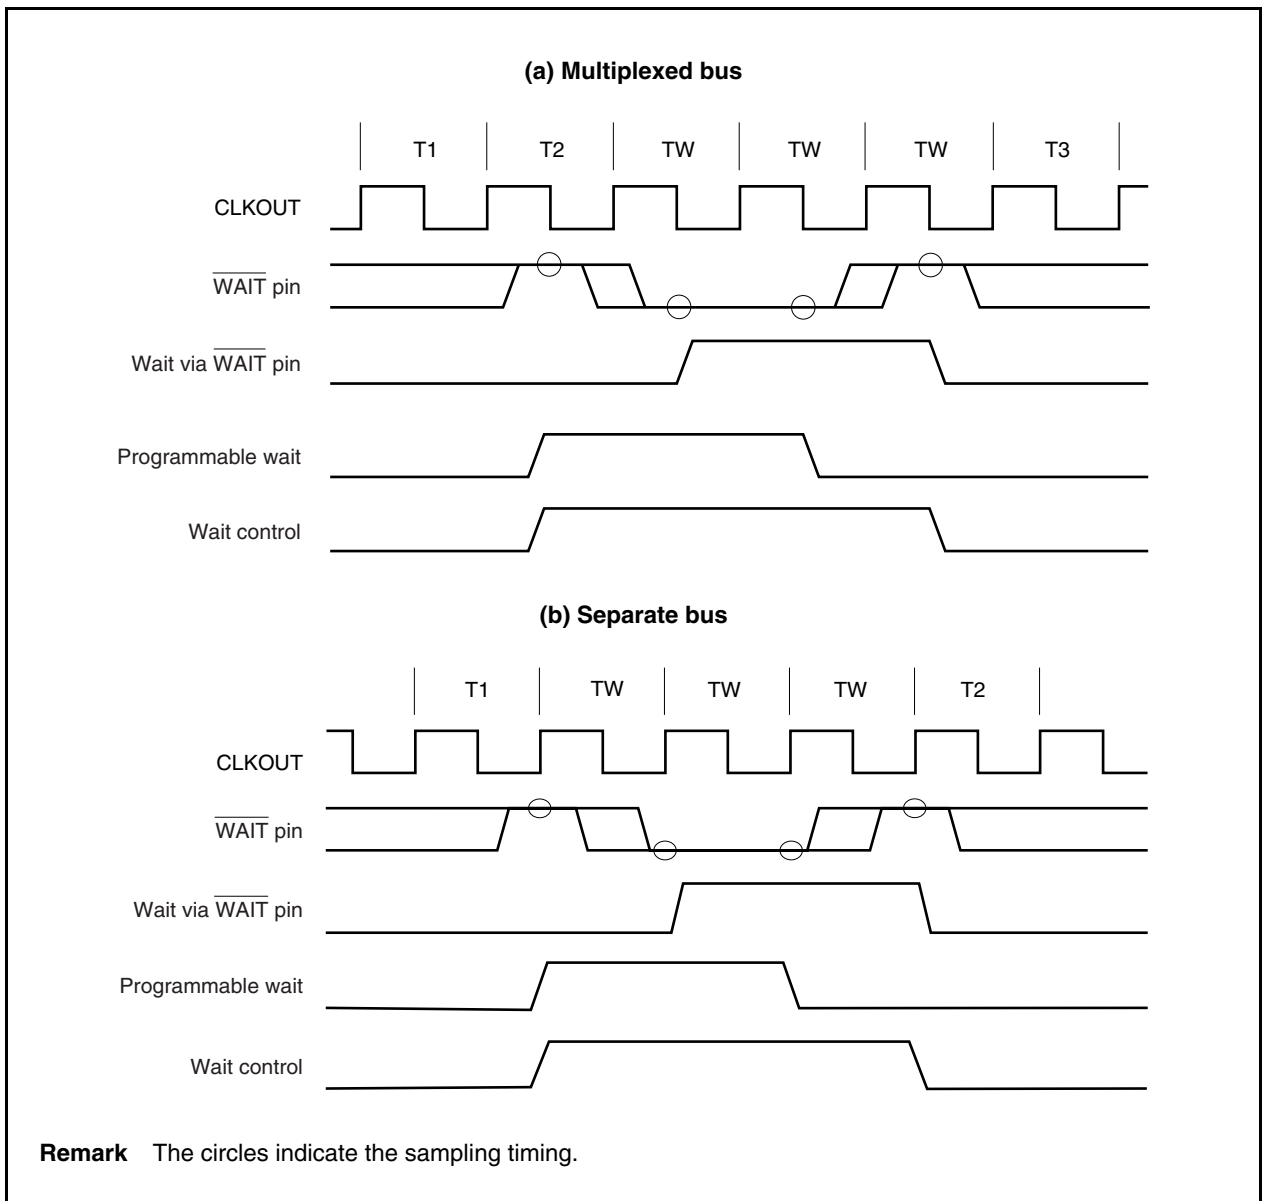 (a) Multiplexed bus
T1 T2 TW TW TW T3
CLKOUT
WAIT pin
Wait via WAIT pin
Programmable wait
Wait control
(b) Separate bus
T1 TW TW TW T2
CLKOUT
WAIT pin
Wait via WAIT pin
Programmable wait
Wait control
Remark The circles indicate the sampling timing.